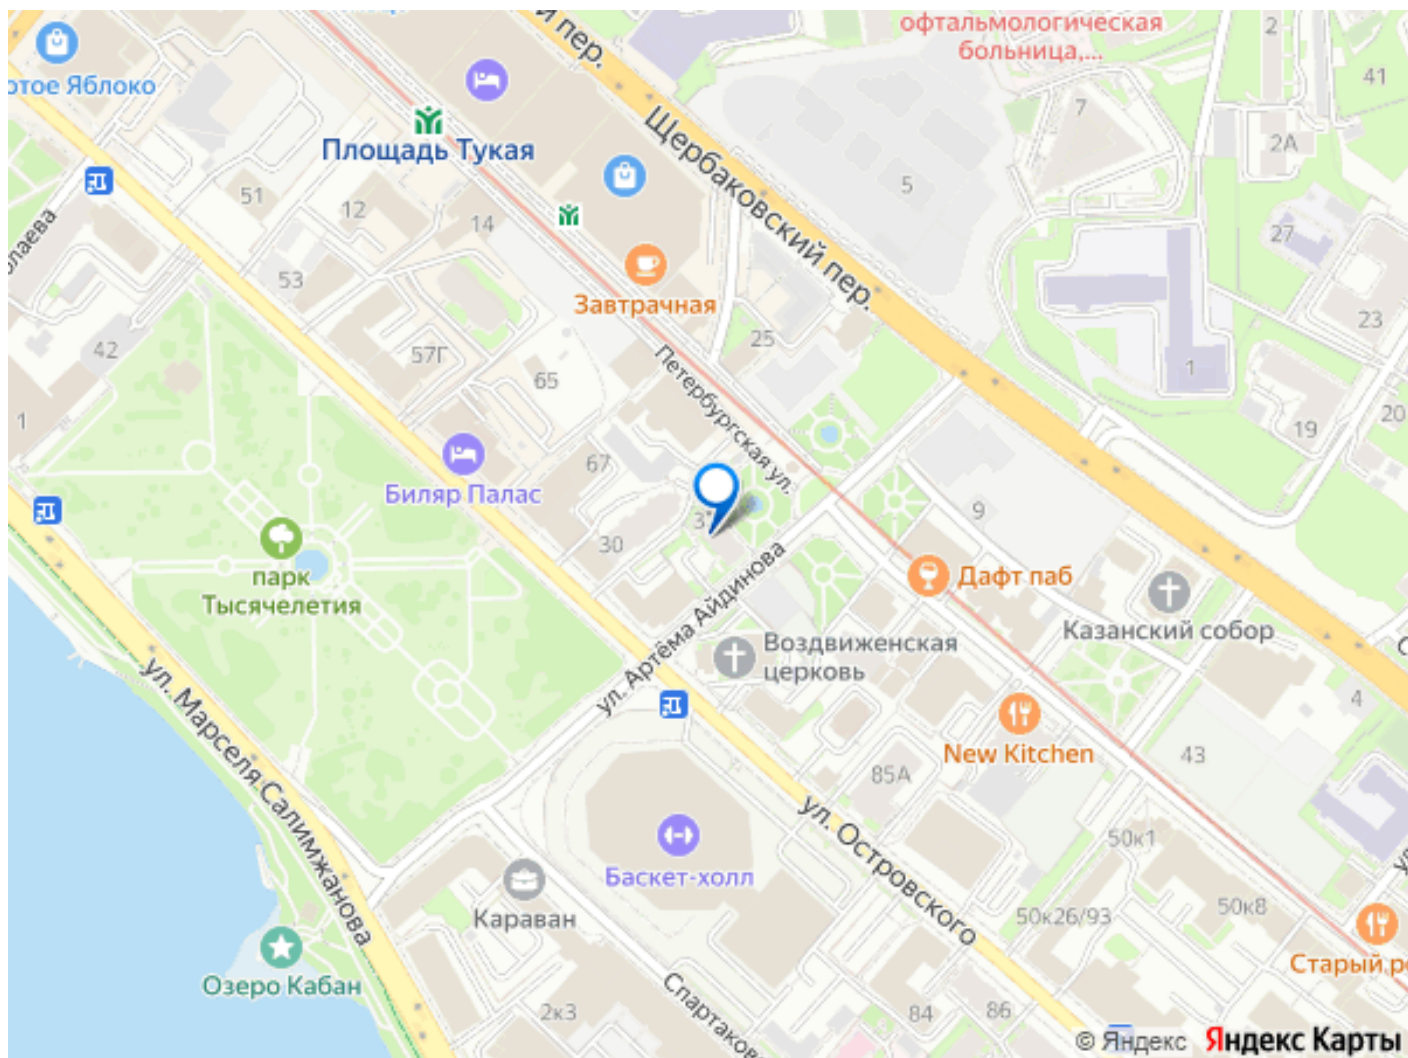 й пер.
офтальмологическая
больница,...
2
41
отое Яблоко
7
2А
Площадь Тукая
Щербаковский пер.
5
51
12
14
27
лаева
53
Завтрачная
25
23
42
57Г
65
Петербургская ул.
1
1
20
19
67
Биляр Палас
9
3
30
парк
Тысячелетия
ул. Артёма Айдинова
Дафт паб
Казанский собор
Воздвиженская
церковь
4
ул. Марселя Салимжанова
New Kitchen
43
85А
ул. Островского
50к1
Баскет-холл
Караван
50к26/93
50к8
Старый р
Озеро Кабан
Спартаков
2к3
84
86
© Яндекс Яндекс Карты